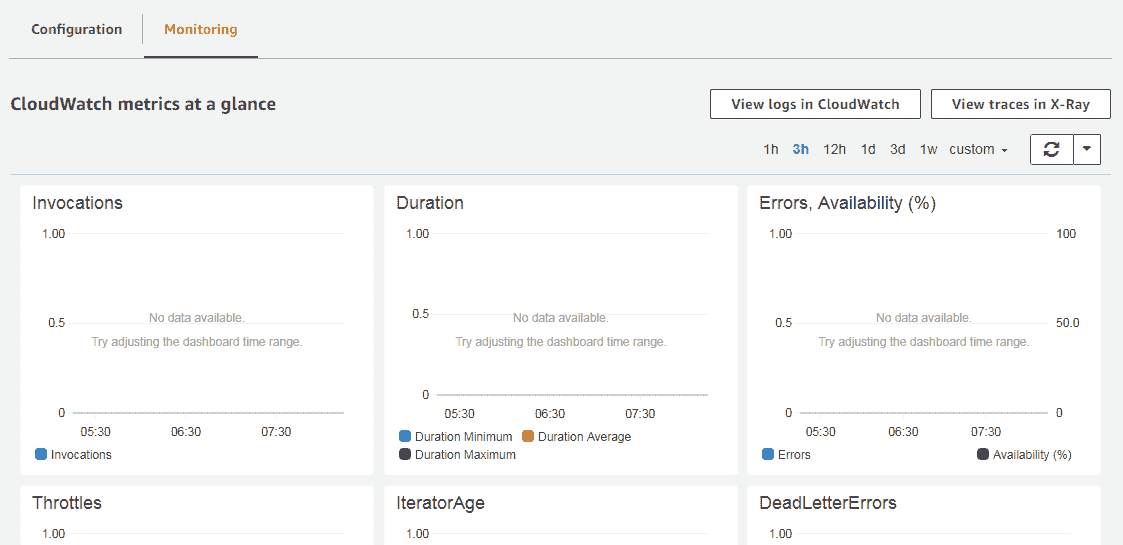 Configuration Monitoring
CloudWatch metrics at a glance
View logs in CloudWatch View traces in X-Ray
1h 3h 12h 1d 3d 1w custom
Invocations
1.00
0.5
0
No data available.
Try adjusting the dashboard time range.
05:30 06:30 07:30
Invocations
Duration
1.00
0.5
0
No data available.
Try adjusting the dashboard time range.
05:30 06:30 07:30
Duration Minimum Duration Average
Duration Maximum
Errors, Availability (%)
1.00 100
0.5 50.0
0 0
No data available.
Try adjusting the dashboard time range.
05:30 06:30 07:30
Errors Availability (%)
Throttles
1.00
IteratorAge
1.00
DeadLetterErrors
1.00